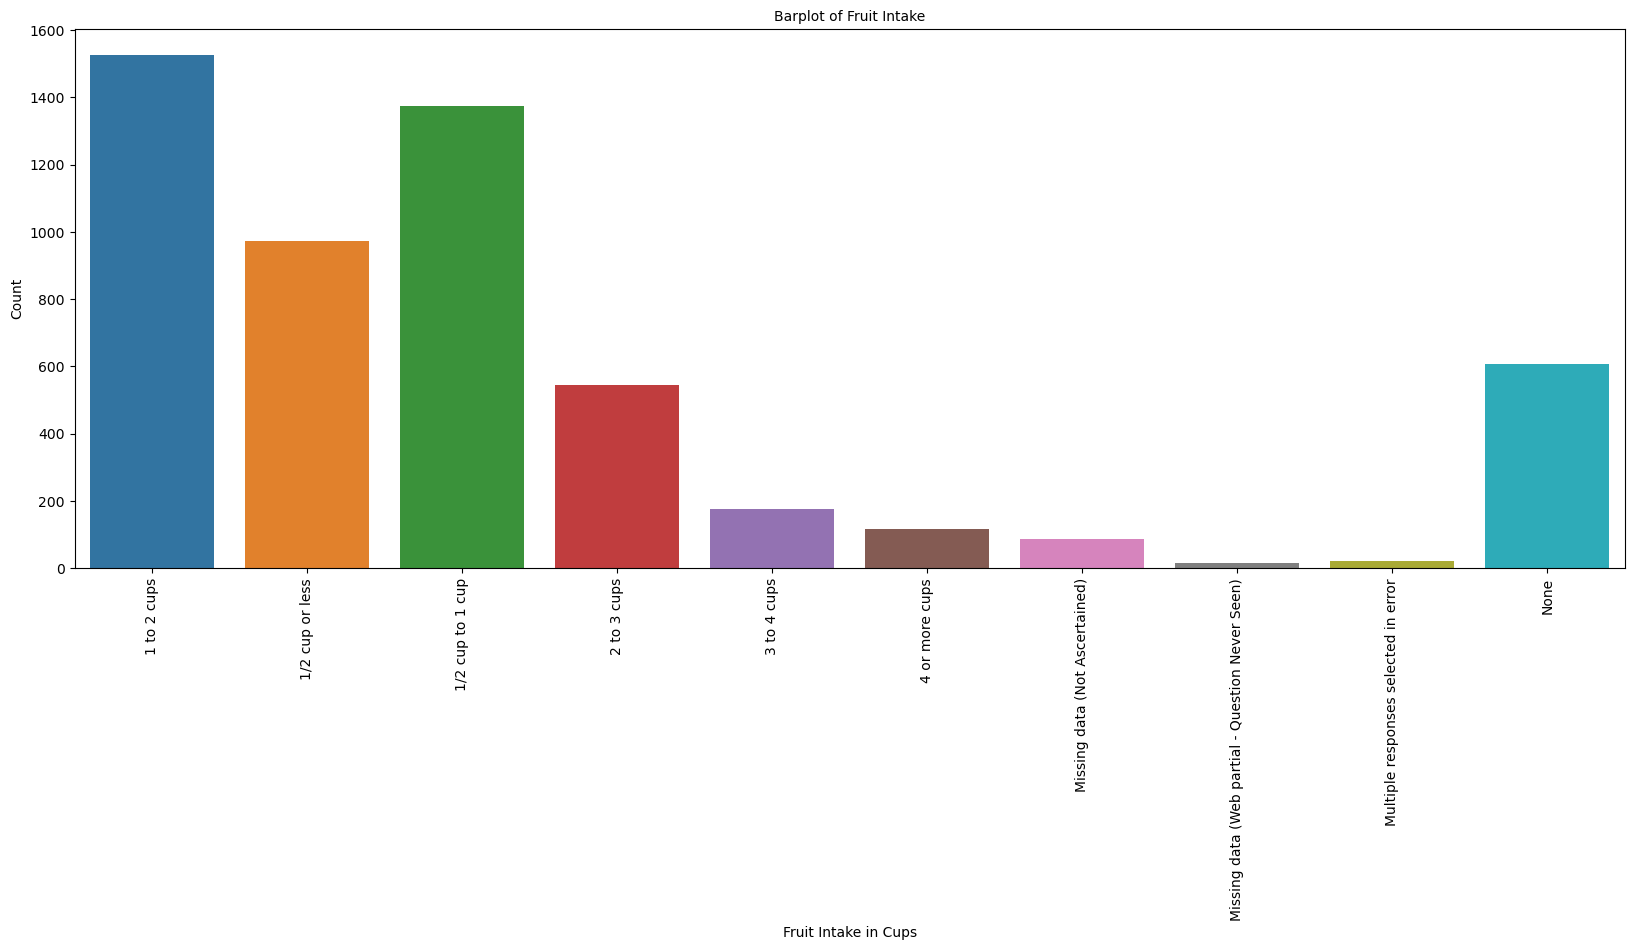 Barplot of Fruit Intake
1600
1400
1200
1000
800
600
400
200
0
Count
1 to 2 cups
1/2 cup or less
1/2 cup to 1 cup
2 to 3 cups
3 to 4 cups
4 or more cups
Missing data (Not Ascertained)
Missing data (Web partial - Question Never Seen)
Multiple responses selected in error
None
Fruit Intake in Cups